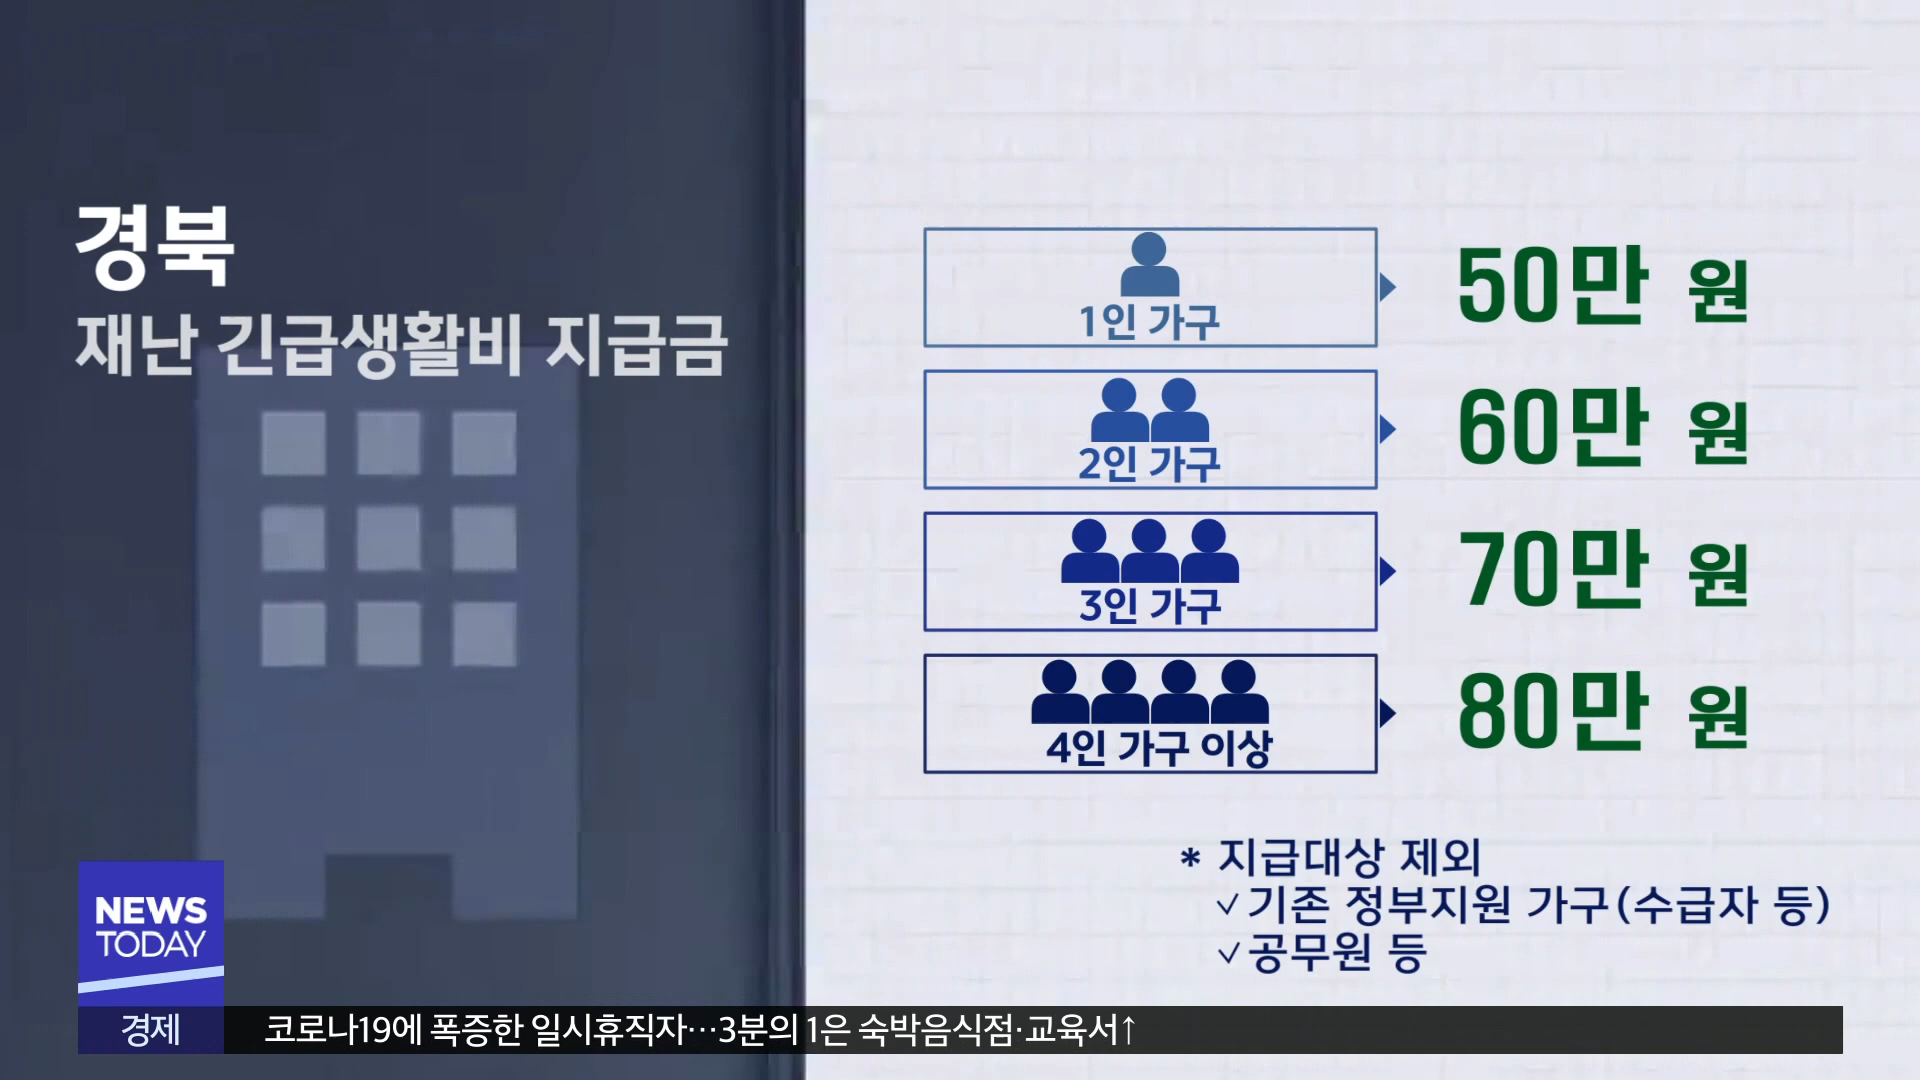 경북
재난 긴급생활비 지급금
1인 가구
50만 원
2인 가구
60만 원
3인 가구
70만 원
4인 가구 이상
80만 원
* 지급대상 제외
✓기존 정부지원 가구(수급자 등)
✓공무원 등
NEWS
TODAY
경제
코로나19에 폭증한 일시휴직자…3분의 1은 숙박음식점·교육서↑